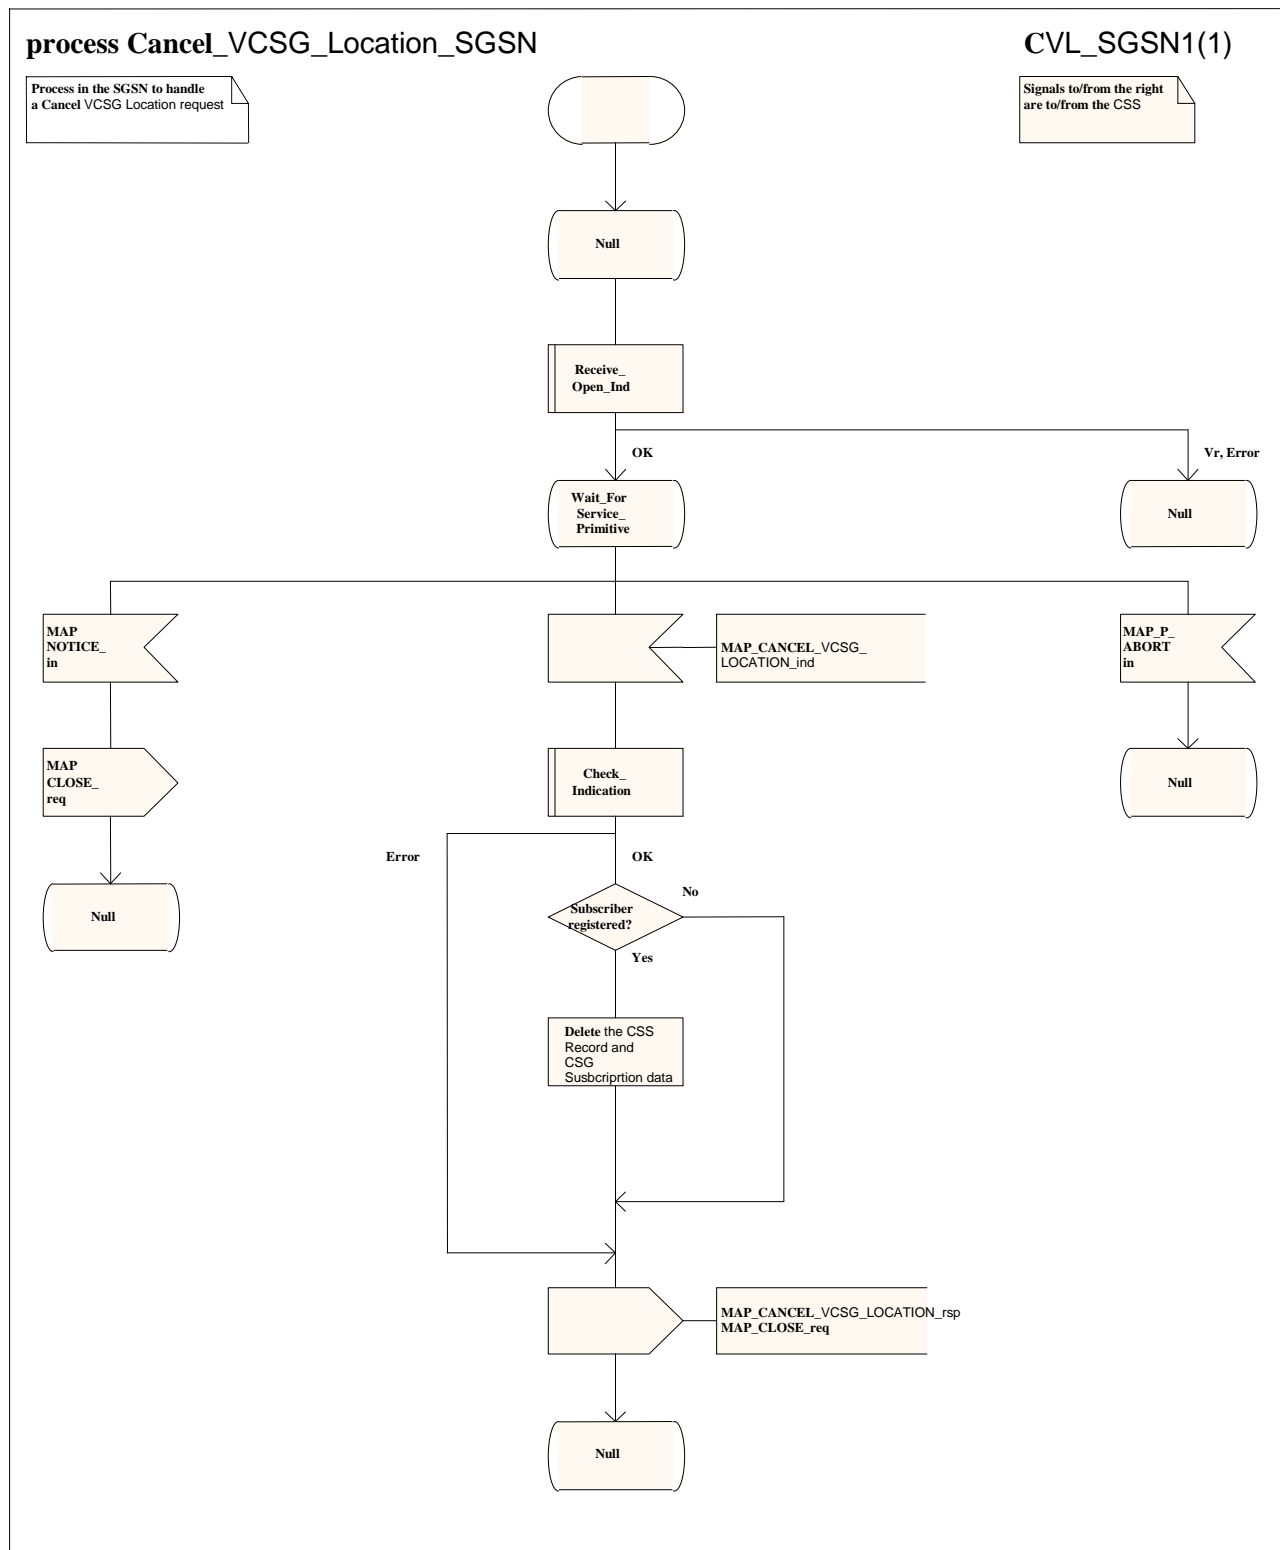 process Cancel_VCSG_Location_SGSN
CVL_SGSN1(1)
Process in the SGSN to handle
a Cancel VCSG Location request
Signals to/from the right
are to/from the CSS
Null
Receive_
Open_Ind
OK
Vr, Error
Wait_For
Service_
Primitive
Null
MAP
NOTICE_
in
MAP_CANCEL_VCSG_
LOCATION_ind
MAP_P_
ABORT
in
MAP
CLOSE_
req
Check_
Indication
Null
Error
OK
No
Subscriber
registered?
Null
Yes
Delete the CSS
Record and
CSG
Susbcriprtion data
MAP_CANCEL_VCSG_LOCATION_rsp
MAP_CLOSE_req
Null